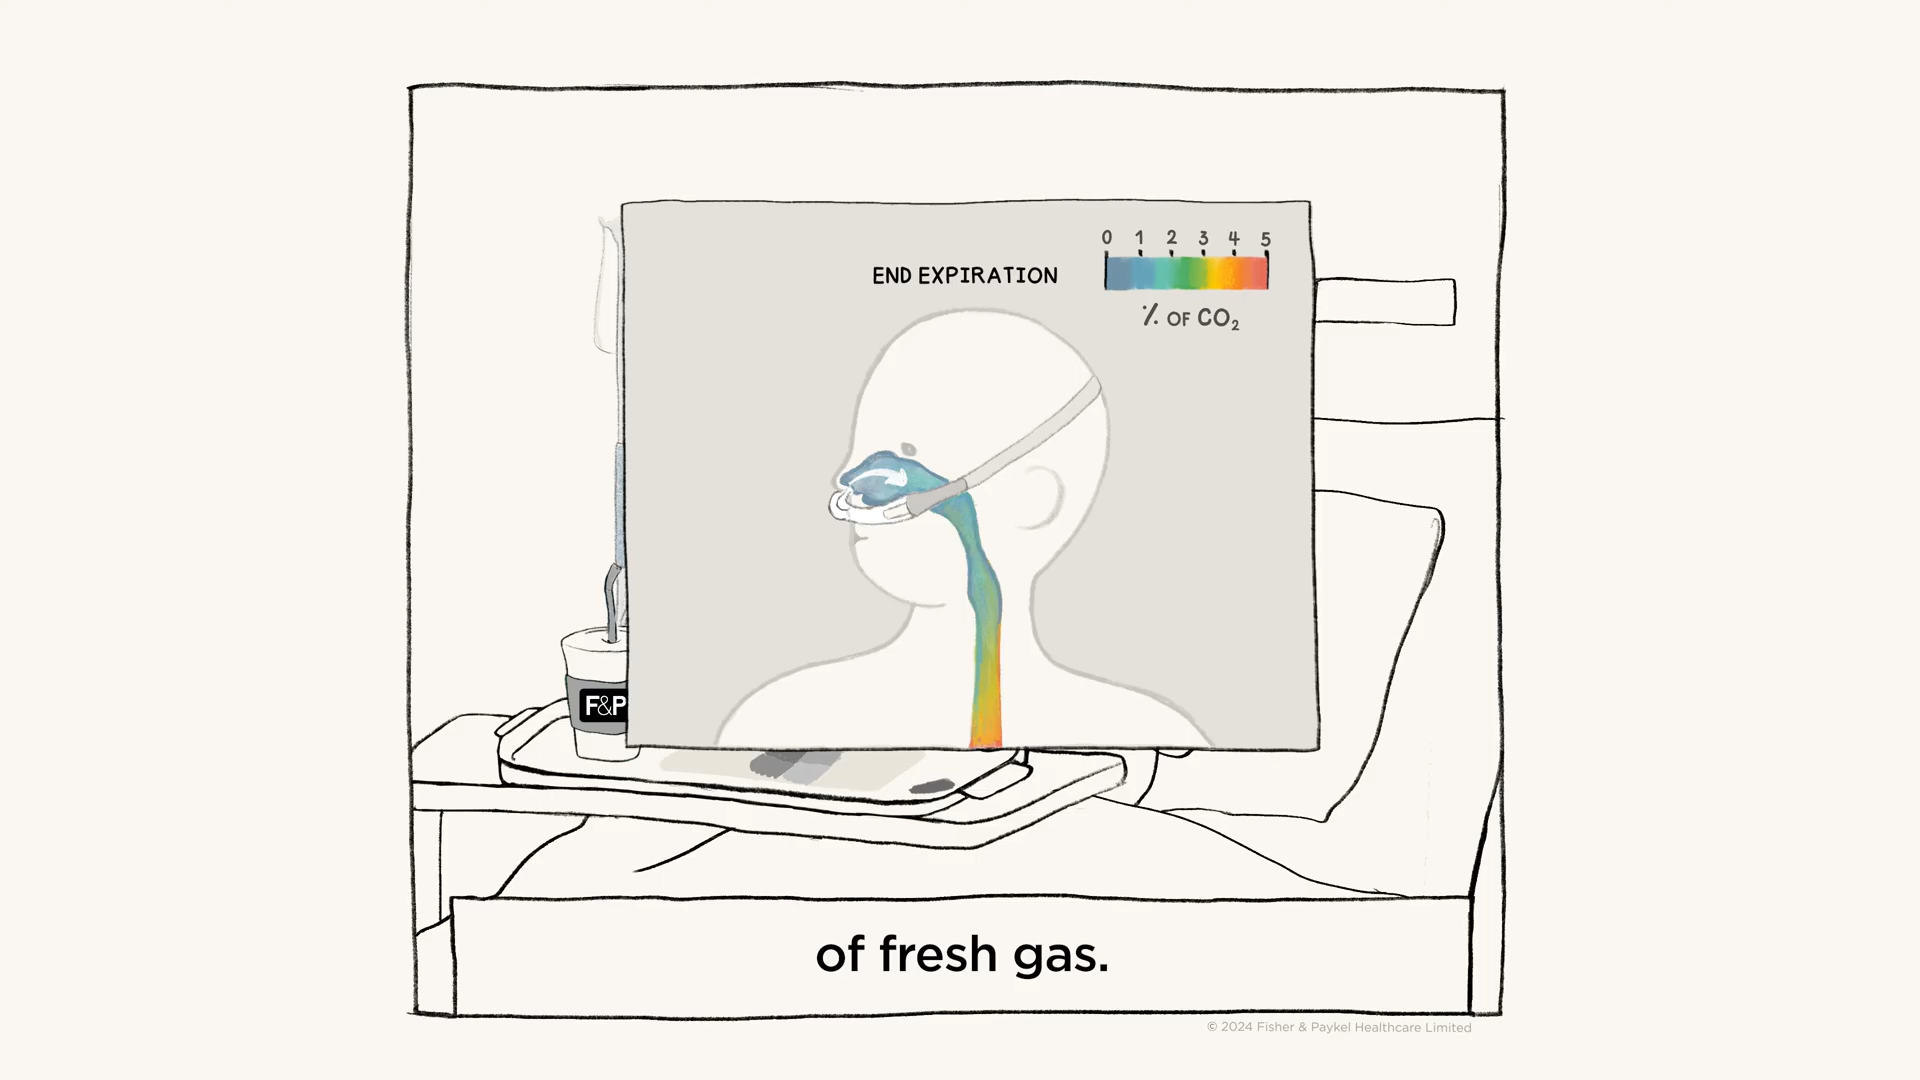 0 1 2 3 4 5
END EXPIRATION
% OF CO₂
F&P
of fresh gas.
© 2024 Fisher & Paykel Healthcare Limited